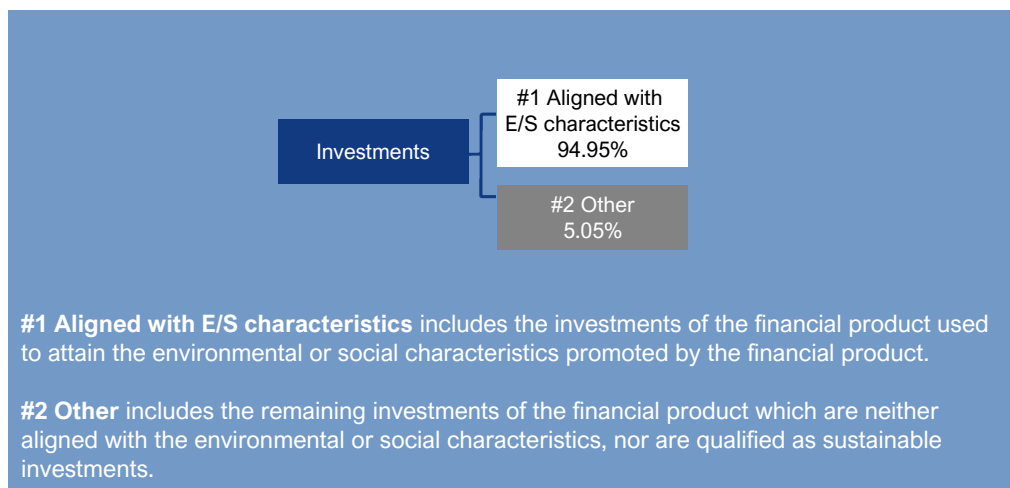 #1 Aligned with
E/S characteristics
94.95%
Investments
#2 Other
5.05%
#1 Aligned with E/S characteristics includes the investments of the financial product used
to attain the environmental or social characteristics promoted by the financial product.
#2 Other includes the remaining investments of the financial product which are neither
aligned with the environmental or social characteristics, nor are qualified as sustainable
investments.